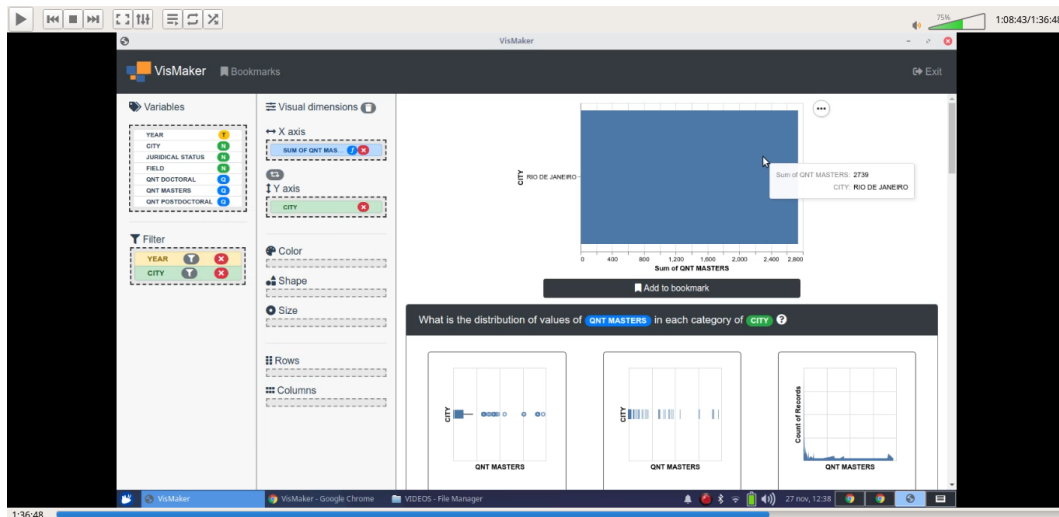 75%
1:08:43/1:36:48
VisMaker
VisMaker Bookmarks Exit
Variables
YEAR T
CITY N
JURIDICAL STATUS N
FIELD N
QNT DOCTORAL Q
QNT MASTERS Q
QNT POSTDOCTORAL Q
Filter
YEAR
CITY
Visual dimensions
X axis
SUM OF QNT MAS...
Y axis
CITY
Color
Shape
Size
Rows
Columns
CITY
RIO DE JANEIRO
0 400 800 1,200 1,600 2,000 2,400 2,800
Sum of QNT MASTERS
Sum of QNT MASTERS: 2739
CITY: RIO DE JANEIRO
Add to bookmark
What is the distribution of values of QNT MASTERS in each category of CITY ?
CITY
QNT MASTERS
CITY
QNT MASTERS
Count of Records
QNT MASTERS
VisMaker
VisMaker - Google Chrome
VIDEOS - File Manager
27 nov, 12:38
1:36:48